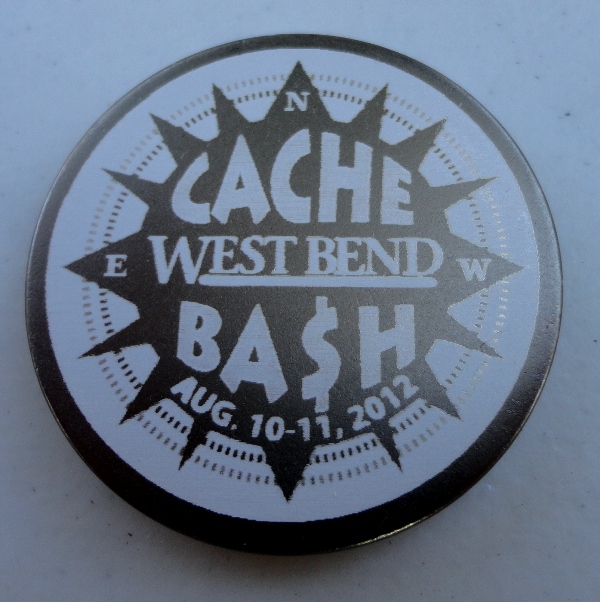 N
CACHE
E WEST BEND W
BA$H
AUG. 10-11, 2012